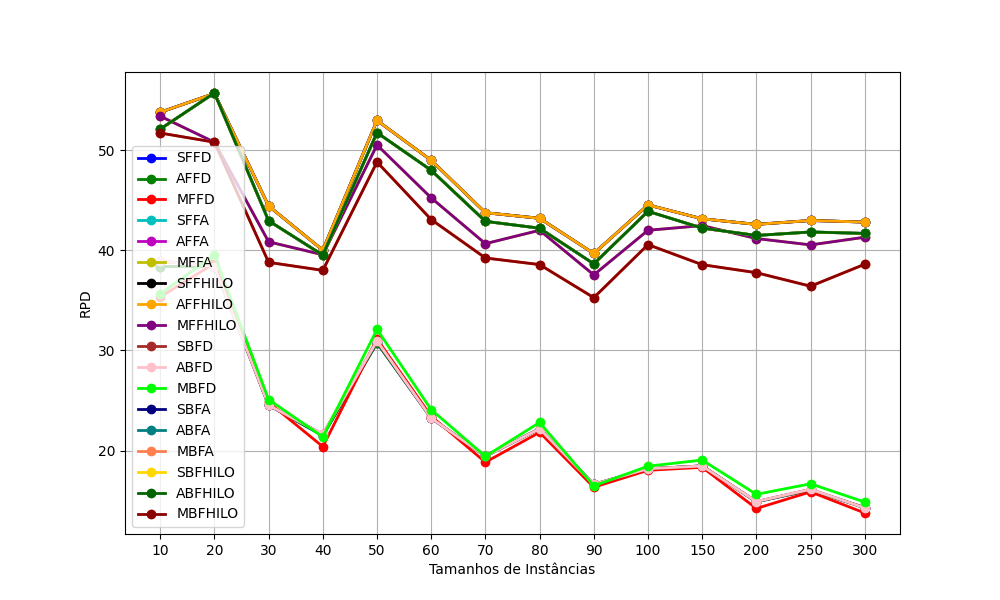 RPD
50
40
30
20
SFFD
AFFD
MFFD
SFFA
AFFA
MFFA
SFFHILO
AFFHILO
MFFHILO
SBFD
ABFD
MBFD
SBFA
ABFA
MBFA
SBFHILO
ABFHILO
MBFHILO
10 20 30 40 50 60 70 80 90 100 150 200 250 300
Tamanhos de Instâncias